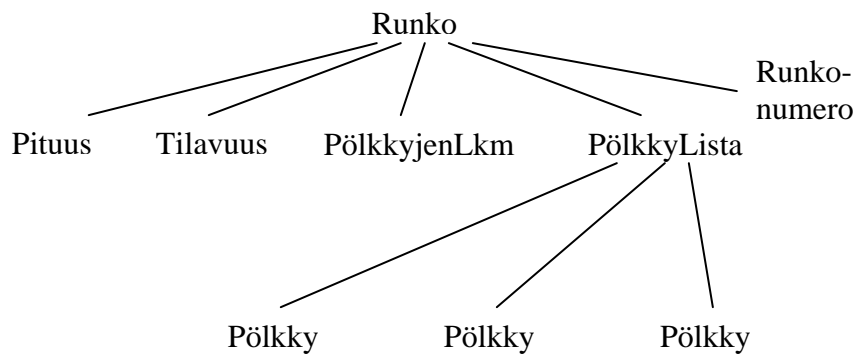 Runko
Runko-
numero
Pituus Tilavuus PölkkyjenLkm PölkkyLista
Pölkky Pölkky Pölkky